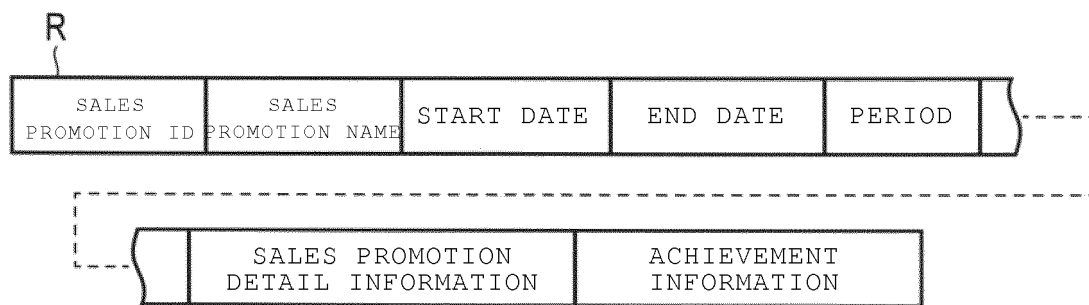 R
SALES
PROMOTION ID
SALES
PROMOTION NAME
START DATE
END DATE
PERIOD
SALES PROMOTION
DETAIL INFORMATION
ACHIEVEMENT
INFORMATION